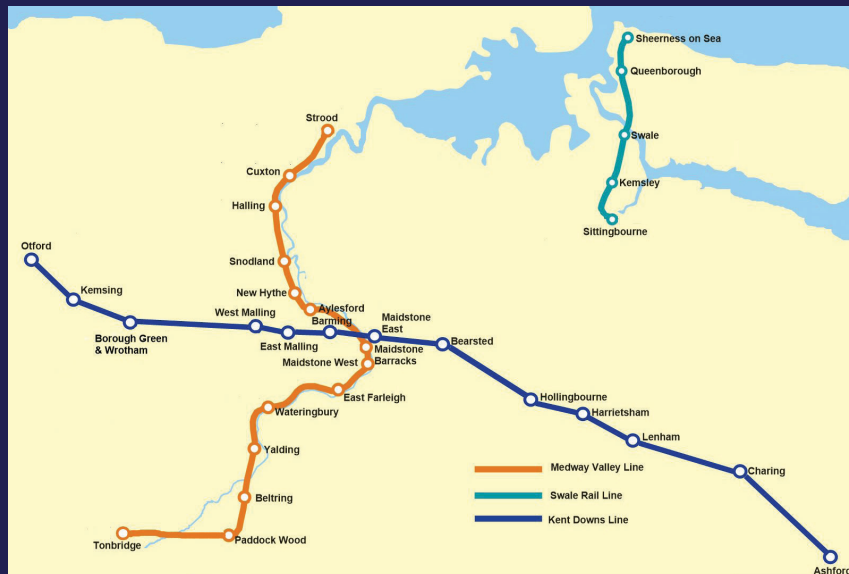 Sheerness on Sea
Queenborough
Swale
Kemsley
Sittingbourne
Strood
Cuxton
Halling
Snodland
New Hythe
Aylesford
Otford
Kemsing
Borough Green
& Wrotham
West Malling
East Malling
Barming
Maidstone
East
Bearsted
Maidstone
Barracks
Maidstone West
East Farleigh
Wateringbury
Yalding
Beltring
Paddock Wood
Tonbridge
Hollingbourne
Harrietsham
Lenham
Charing
Ashford
Medway Valley Line
Swale Rail Line
Kent Downs Line